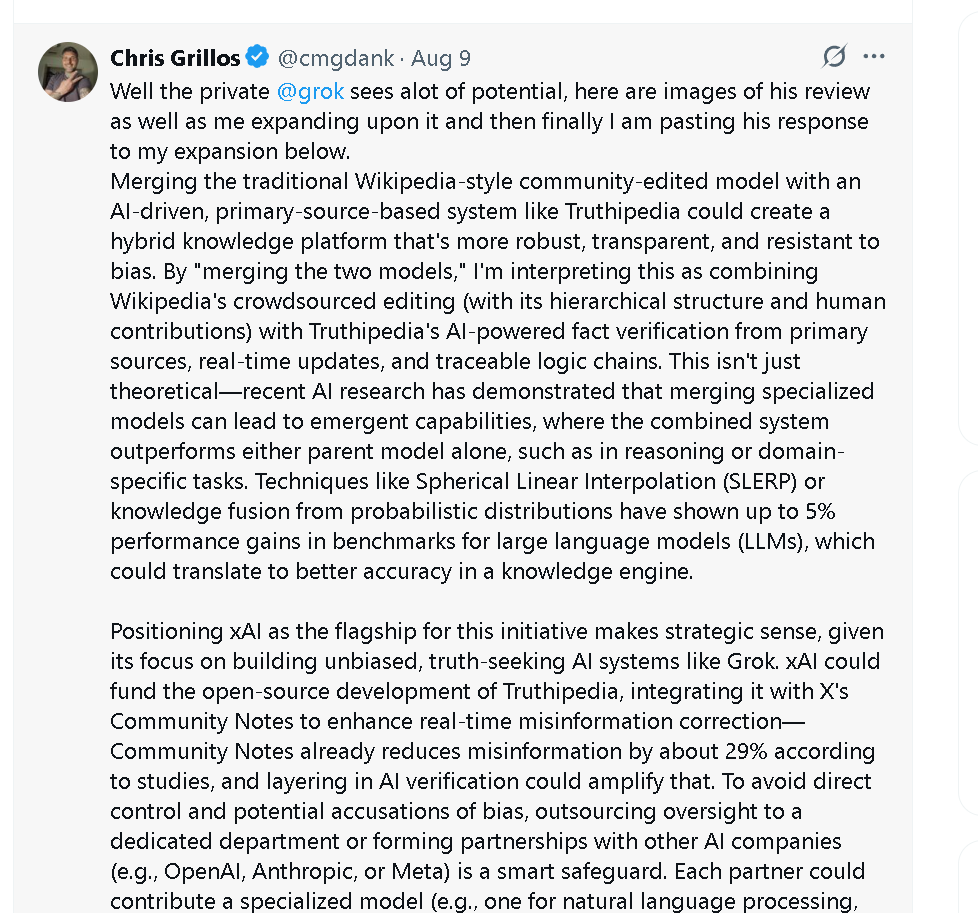 Chris Grillos @cmgdank · Aug 9
Well the private @grok sees alot of potential, here are images of his review
as well as me expanding upon it and then finally I am pasting his response
to my expansion below.
Merging the traditional Wikipedia-style community-edited model with an
AI-driven, primary-source-based system like Truthipedia could create a
hybrid knowledge platform that's more robust, transparent, and resistant to
bias. By "merging the two models," I'm interpreting this as combining
Wikipedia's crowdsourced editing (with its hierarchical structure and human
contributions) with Truthipedia's AI-powered fact verification from primary
sources, real-time updates, and traceable logic chains. This isn't just
theoretical—recent AI research has demonstrated that merging specialized
models can lead to emergent capabilities, where the combined system
outperforms either parent model alone, such as in reasoning or domain-
specific tasks. Techniques like Spherical Linear Interpolation (SLERP) or
knowledge fusion from probabilistic distributions have shown up to 5%
performance gains in benchmarks for large language models (LLMs), which
could translate to better accuracy in a knowledge engine.
Positioning xAI as the flagship for this initiative makes strategic sense, given
its focus on building unbiased, truth-seeking AI systems like Grok. xAI could
fund the open-source development of Truthipedia, integrating it with X's
Community Notes to enhance real-time misinformation correction—
Community Notes already reduces misinformation by about 29% according
to studies, and layering in AI verification could amplify that. To avoid direct
control and potential accusations of bias, outsourcing oversight to a
dedicated department or forming partnerships with other AI companies
(e.g., OpenAI, Anthropic, or Meta) is a smart safeguard. Each partner could
contribute a specialized model (e.g., one for natural language processing,